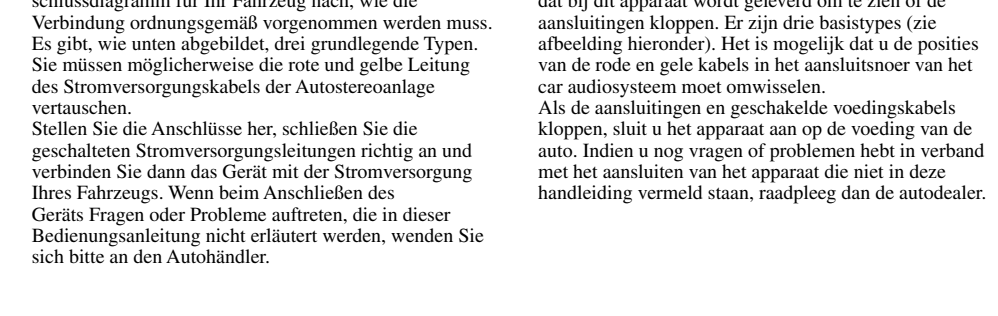 schlussdiagramm für Ihr Fahrzeug nach, wie die
Verbindung ordnungsgemäß vorgenommen werden muss.
Es gibt, wie unten abgebildet, drei grundlegende Typen.
Sie müssen möglicherweise die rote und gelbe Leitung
des Stromversorgungskabels der Autostereoanlage
vertauschen.
Stellen Sie die Anschlüsse her, schließen Sie die
geschalteten Stromversorgungsleitungen richtig an und
verbinden Sie dann das Gerät mit der Stromversorgung
Ihres Fahrzeugs. Wenn beim Anschließen des
Geräts Fragen oder Probleme auftreten, die in dieser
Bedienungsanleitung nicht erläutert werden, wenden Sie
sich bitte an den Autohändler.
dat bij dit apparaat wordt geleverd om te zien of de
aansluitingen kloppen. Er zijn drie basistypes (zie
afbeelding hieronder). Het is mogelijk dat u de posities
van de rode en gele kabels in het aansluitsnoer van het
car audiosysteem moet omwisselen.
Als de aansluitingen en geschakelde voedingskabels
kloppen, sluit u het apparaat aan op de voeding van de
auto. Indien u nog vragen of problemen hebt in verband
met het aansluiten van het apparaat die niet in deze
handleiding vermeld staan, raadpleeg dan de autodealer.